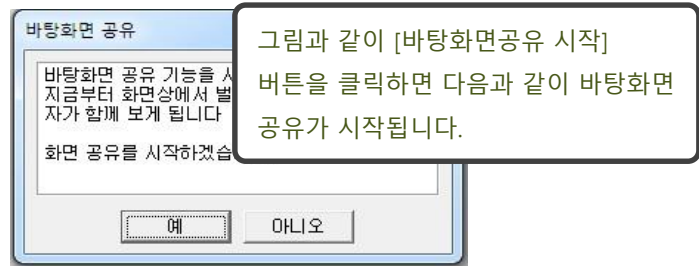 바탕화면 공유
그림과 같이 [바탕화면공유 시작]
버튼을 클릭하면 다음과 같이 바탕화면
공유가 시작됩니다.
바탕화면 공유 기능을
지금부터 화면상에서
자가 함께 보게 됩니다
화면 공유를 시작하겠습
예
아니오